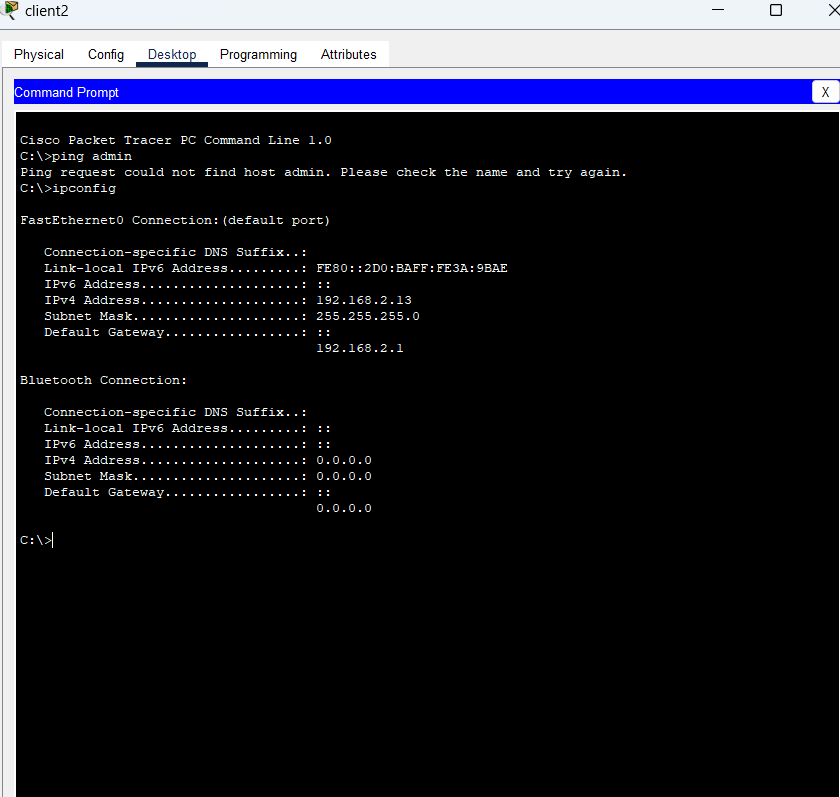 client2
Physical Config Desktop Programming Attributes
Command Prompt
X
Cisco Packet Tracer PC Command Line 1.0
C:\>ping admin
Ping request could not find host admin. Please check the name and try again.
C:\>ipconfig
FastEthernet0 Connection:(default port)
Connection-specific DNS Suffix..:
Link-local IPv6 Address.........: FE80::2D0:BAFF:FE3A:9BAE
IPv6 Address....................: ::
IPv4 Address....................: 192.168.2.13
Subnet Mask.....................: 255.255.255.0
Default Gateway.................: ::
192.168.2.1
Bluetooth Connection:
Connection-specific DNS Suffix..:
Link-local IPv6 Address.........: ::
IPv6 Address....................: ::
IPv4 Address....................: 0.0.0.0
Subnet Mask.....................: 0.0.0.0
Default Gateway.................: ::
0.0.0.0
C:\>